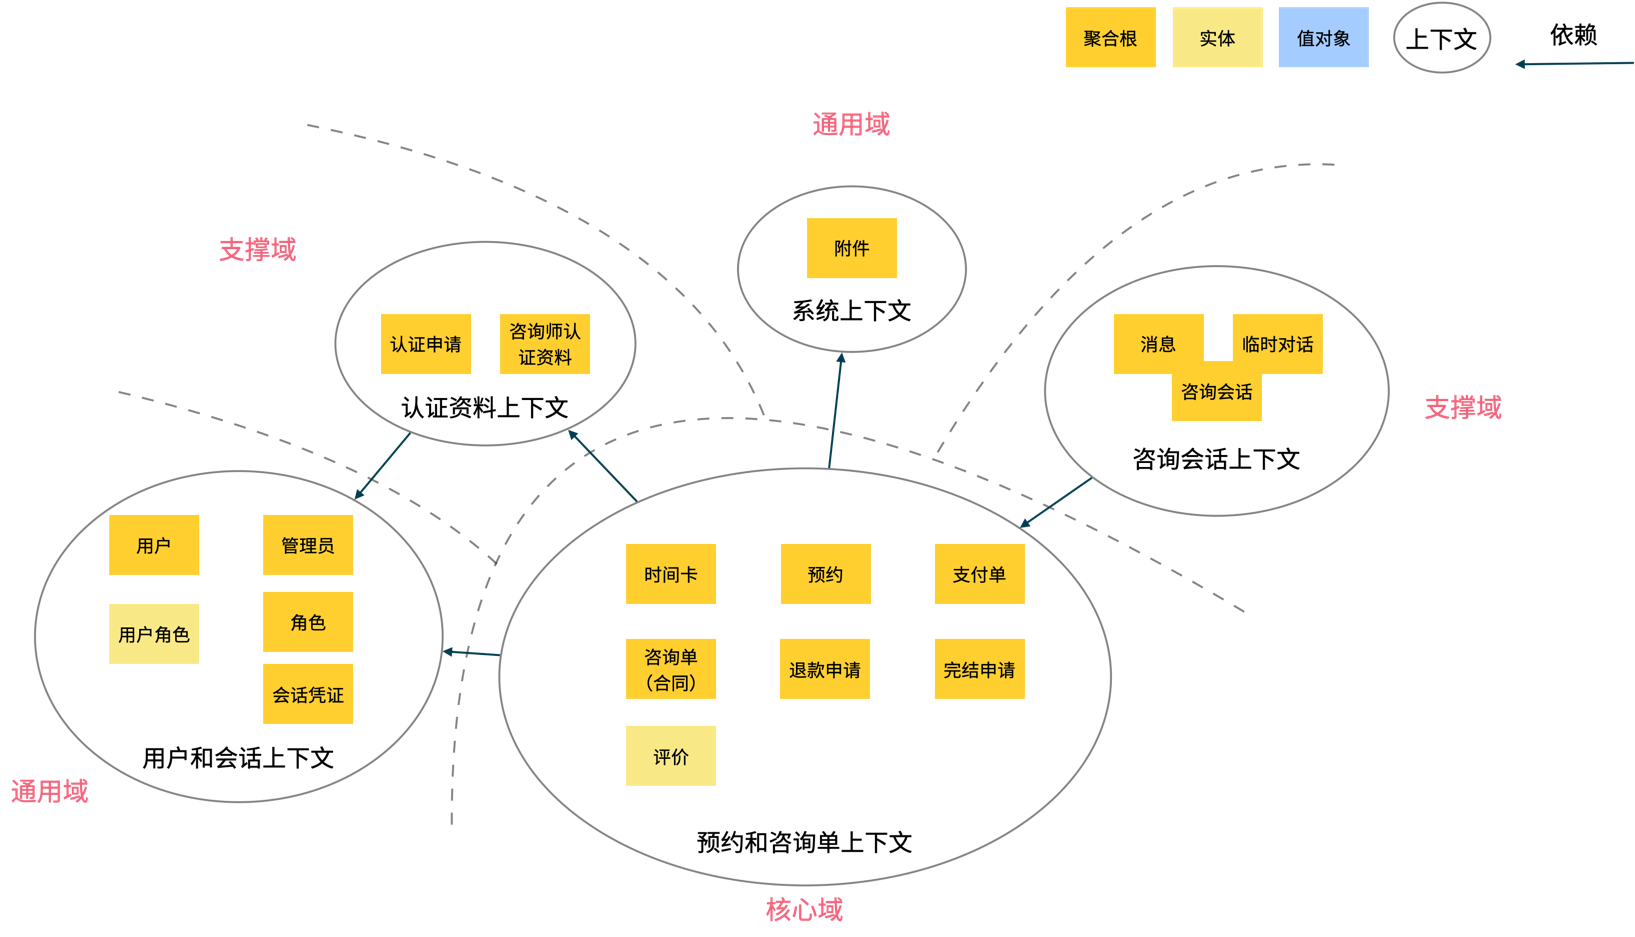 聚合根
实体
值对象
上下文
依赖
通用域
支撑域
附件
系统上下文
认证申请
咨询师认
证资料
认证资料上下文
消息
临时对话
咨询会话
咨询会话上下文
支撑域
用户
管理员
用户角色
角色
会话凭证
用户和会话上下文
通用域
时间卡
预约
支付单
咨询单
（合同）
退款申请
完结申请
评价
预约和咨询单上下文
核心域